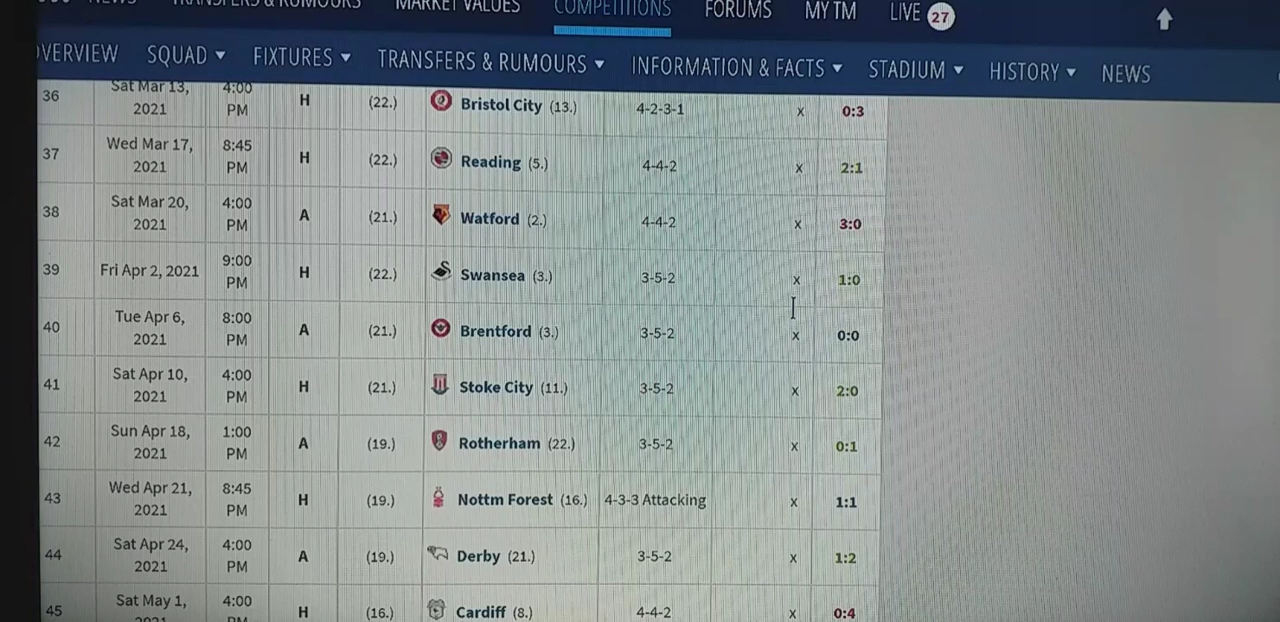 NEWS TRANSFERS & RUMOURS MARKET VALUES COMPETITIONS FORUMS MY TM LIVE 27
OVERVIEW SQUAD ▼ FIXTURES ▼ TRANSFERS & RUMOURS ▼ INFORMATION & FACTS ▼ STADIUM ▼ HISTORY ▼ NEWS
36 Sat Mar 13, 2021 4:00 PM H (22.) Bristol City (13.) 4-2-3-1 x 0:3
37 Wed Mar 17, 2021 8:45 PM H (22.) Reading (5.) 4-4-2 x 2:1
38 Sat Mar 20, 2021 4:00 PM A (21.) Watford (2.) 4-4-2 x 3:0
39 Fri Apr 2, 2021 9:00 PM H (22.) Swansea (3.) 3-5-2 x 1:0
40 Tue Apr 6, 2021 8:00 PM A (21.) Brentford (3.) 3-5-2 x 0:0
41 Sat Apr 10, 2021 4:00 PM H (21.) Stoke City (11.) 3-5-2 x 2:0
42 Sun Apr 18, 2021 1:00 PM A (19.) Rotherham (22.) 3-5-2 x 0:1
43 Wed Apr 21, 2021 8:45 PM H (19.) Nottm Forest (16.) 4-3-3 Attacking x 1:1
44 Sat Apr 24, 2021 4:00 PM A (19.) Derby (21.) 3-5-2 x 1:2
45 Sat May 1, 2021 4:00 PM H (16.) Cardiff (8.) 4-4-2 x 0:4